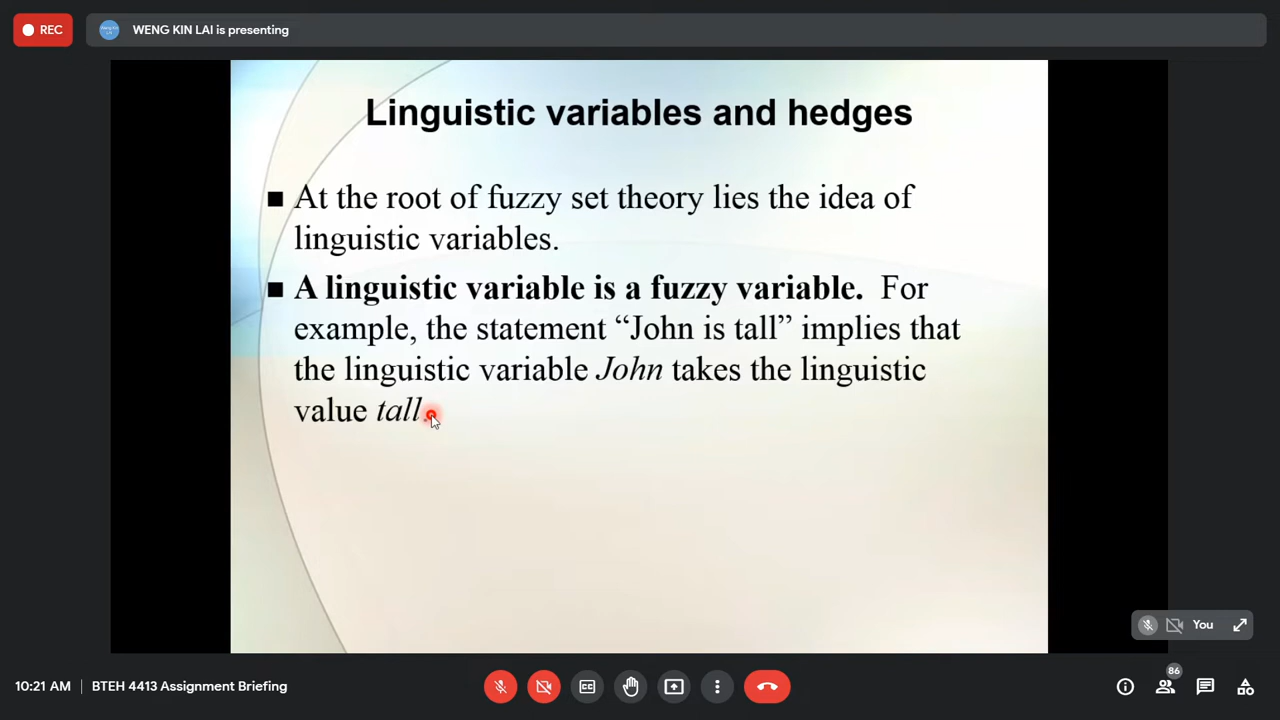 REC
WENG KIN LAI is presenting
Linguistic variables and hedges
■ At the root of fuzzy set theory lies the idea of
linguistic variables.
■ A linguistic variable is a fuzzy variable. For
example, the statement “John is tall” implies that
the linguistic variable John takes the linguistic
value tall.
You
86
10:21 AM BTEH 4413 Assignment Briefing